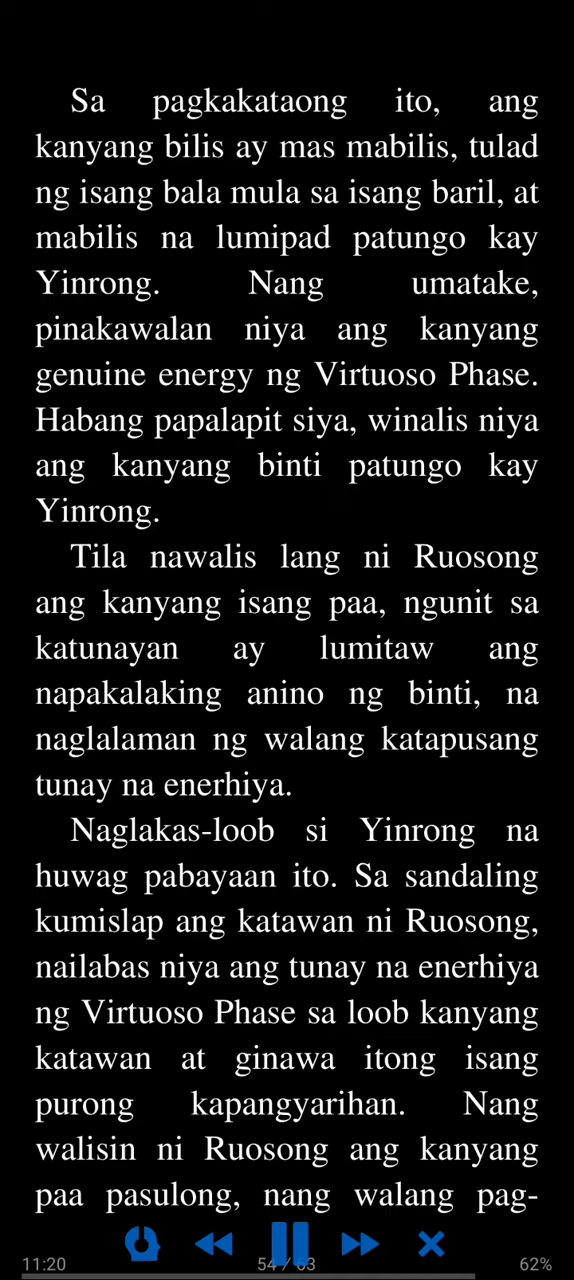 Sa pagkakataong ito, ang
kanyang bilis ay mas mabilis, tulad
ng isang bala mula sa isang baril, at
mabilis na lumipad patungo kay
Yinrong. Nang umatake,
pinakawalan niya ang kanyang
genuine energy ng Virtuoso Phase.
Habang papalapit siya, winalis niya
ang kanyang binti patungo kay
Yinrong.
Tila nawalis lang ni Ruosong
ang kanyang isang paa, ngunit sa
katunayan ay lumitaw ang
napakalaking anino ng binti, na
naglalaman ng walang katapusang
tunay na enerhiya.
Naglakas-loob si Yinrong na
huwag pabayaan ito. Sa sandaling
kumislap ang katawan ni Ruosong,
nailabas niya ang tunay na enerhiya
ng Virtuoso Phase sa loob kanyang
katawan at ginawa itong isang
purong kapangyarihan. Nang
walisin ni Ruosong ang kanyang
paa pasulong, nang walang pag-
11:20 54 / 63 62%